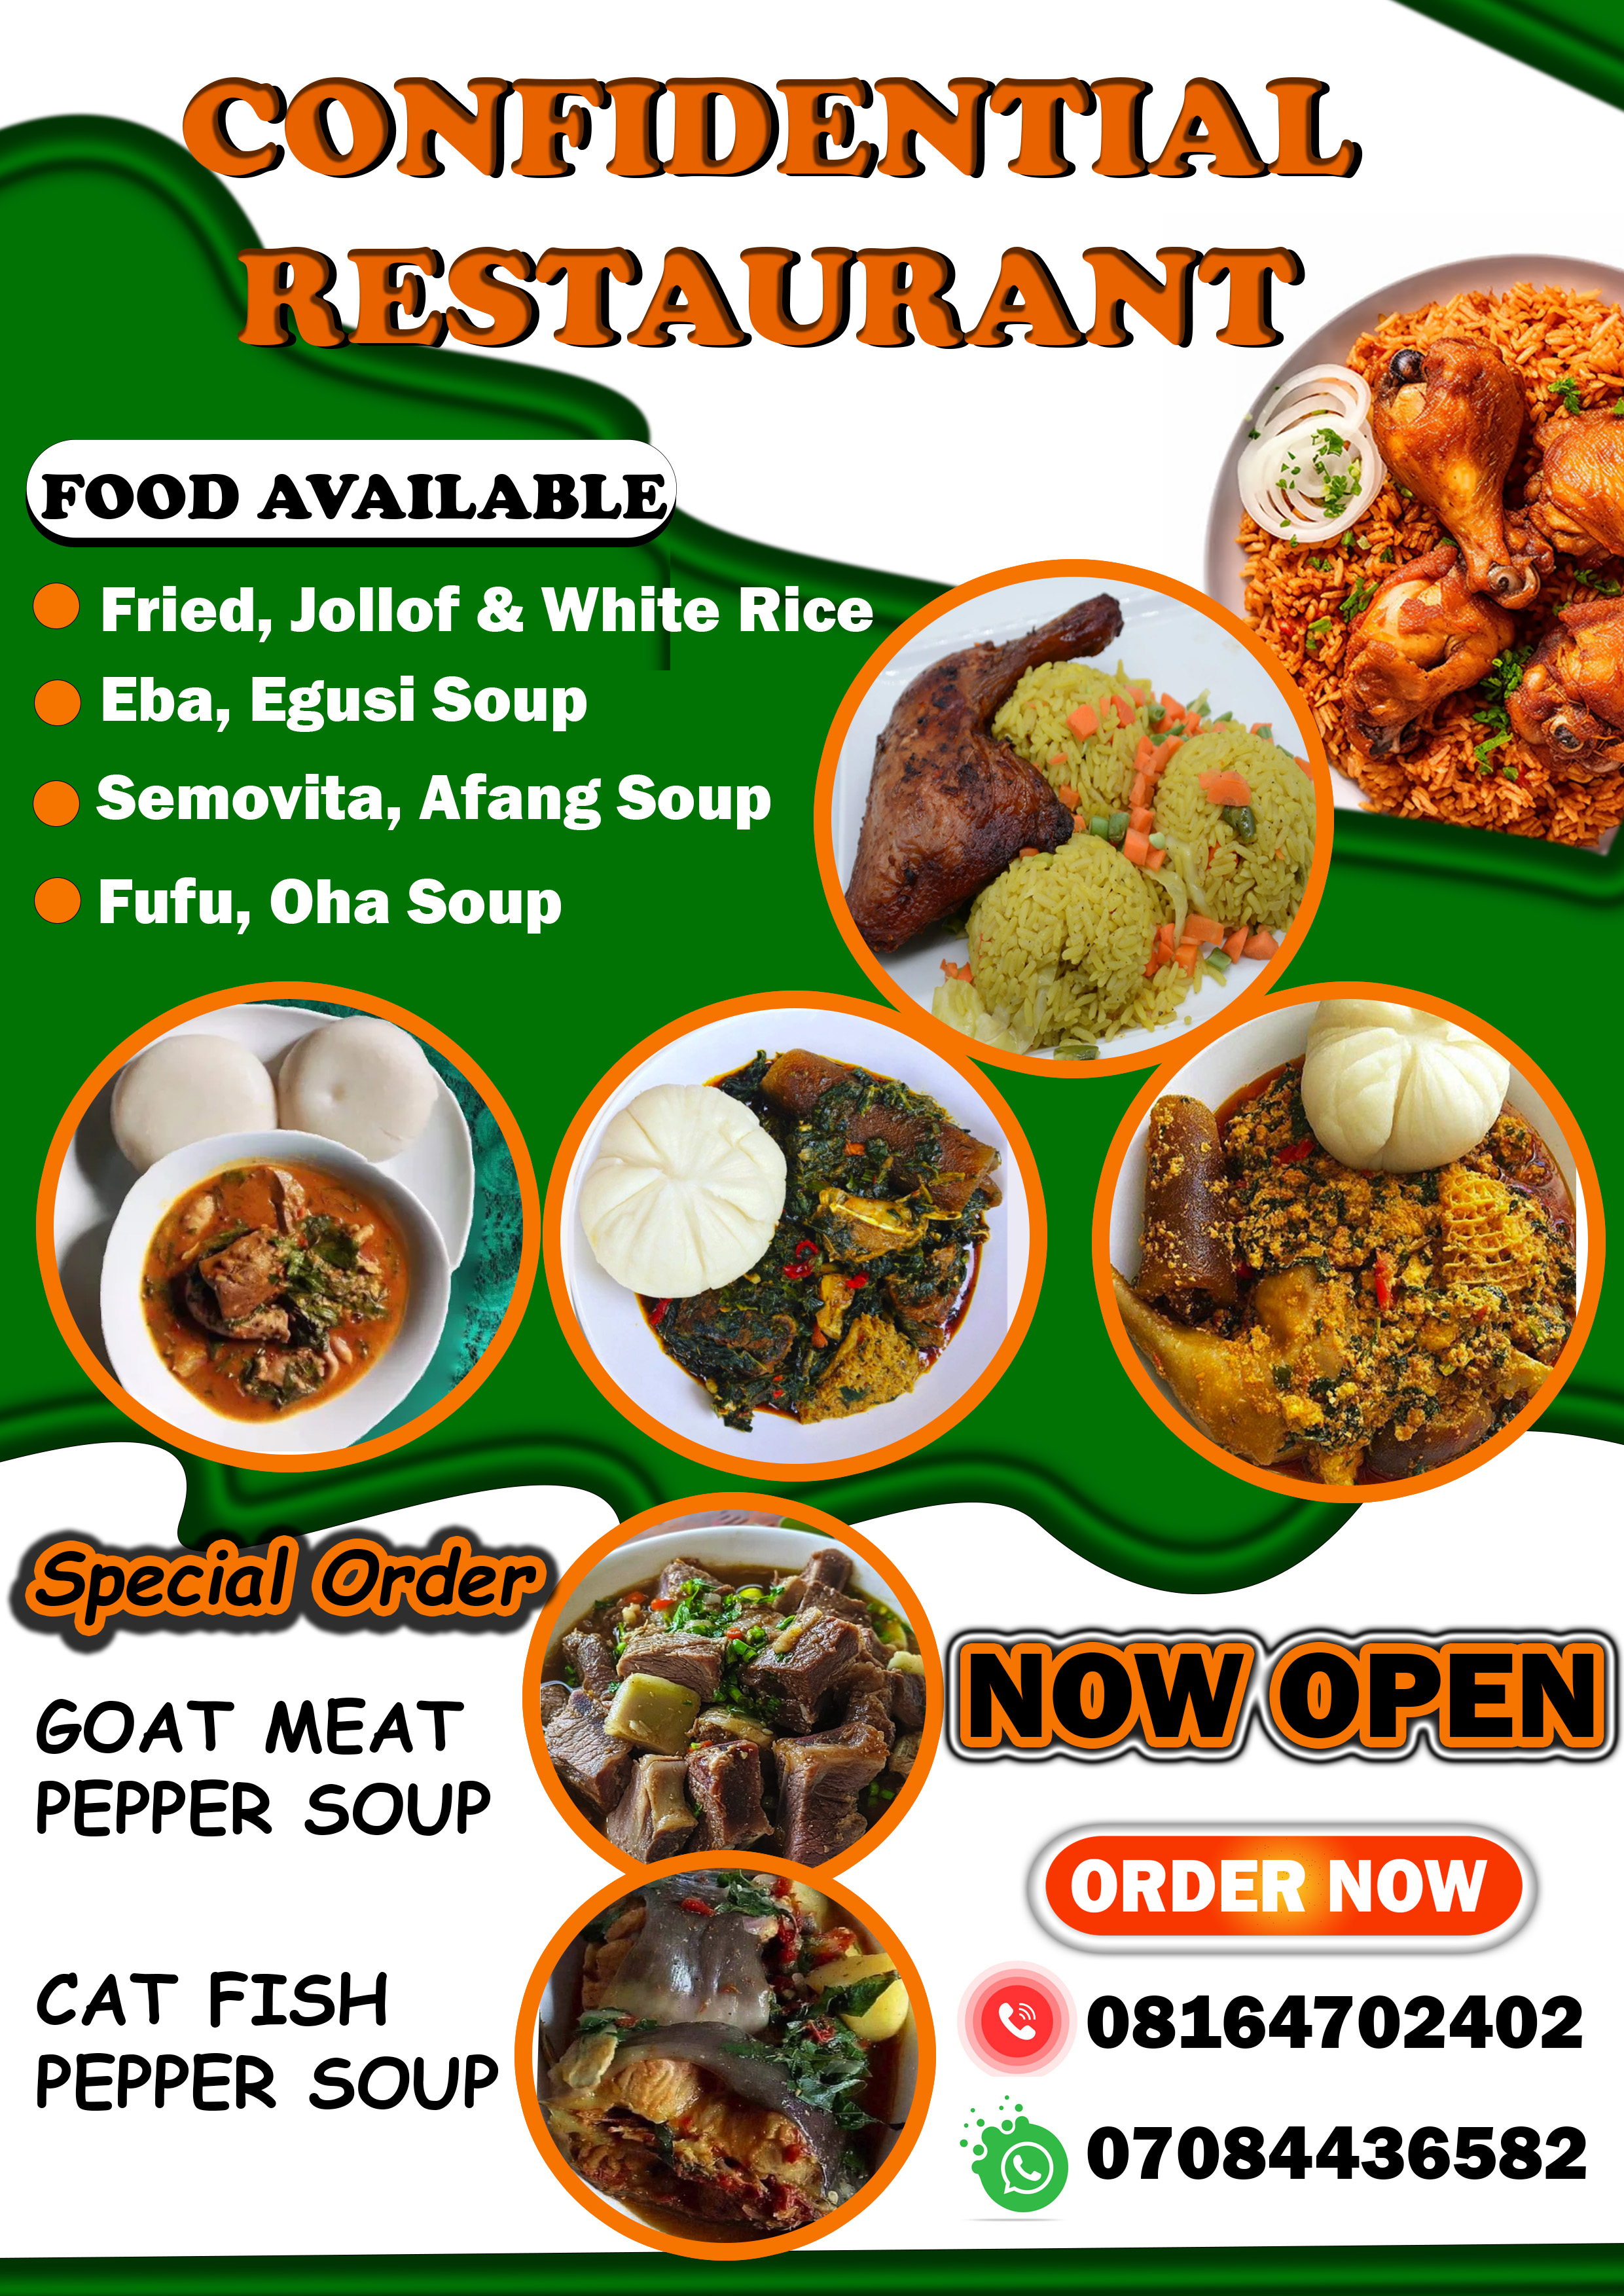 CONFIDENTIAL
RESTAURANT
FOOD AVAILABLE
Fried, Jollof & White Rice
Eba, Egusi Soup
Semovita, Afang Soup
Fufu, Oha Soup
Special Order
GOAT MEAT
PEPPER SOUP
CAT FISH
PEPPER SOUP
NOW OPEN
ORDER NOW
08164702402
07084436582